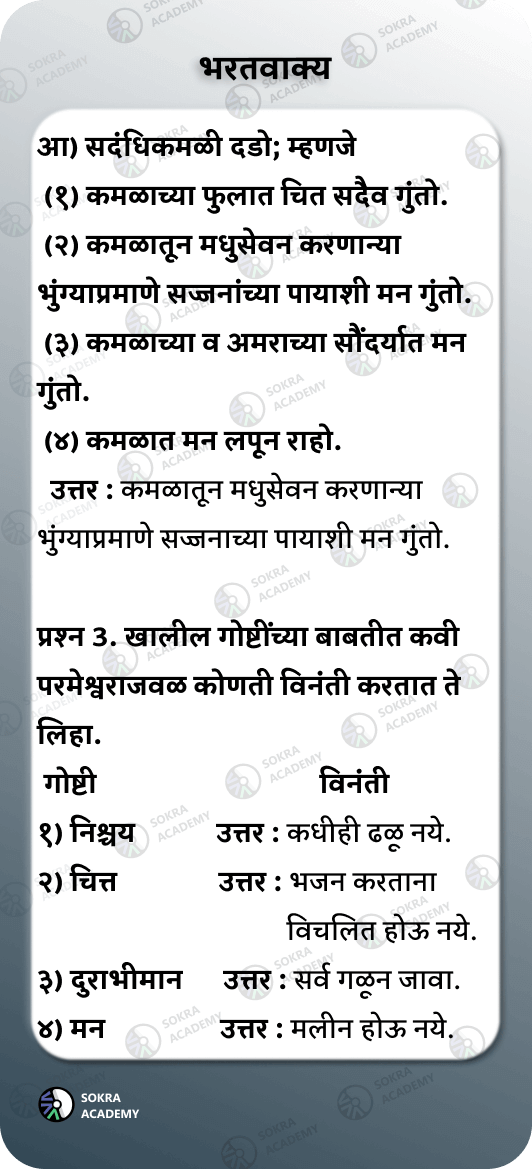 भरतवाक्य
आ) सदंधिकमळी दडो; म्हणजे
(१) कमळाच्या फुलात चित सदैव गुंतो.
(२) कमळातून मधुसेवन करणाऱ्या
भुंग्याप्रमाणे सज्जनांच्या पायाशी मन गुंतो.
(३) कमळाच्या व अमराच्या सौंदर्यात मन
गुंतो.
(४) कमळात मन लपून राहो.
उत्तर : कमळातून मधुसेवन करणाऱ्या
भुंग्याप्रमाणे सज्जनाच्या पायाशी मन गुंतो.
प्रश्न 3. खालील गोष्टींच्या बाबतीत कवी
परमेश्वराजवळ कोणती विनंती करतात ते
लिहा.
गोष्टी विनंती
१) निश्चय उत्तर : कधीही ढळू नये.
२) चित्त उत्तर : भजन करताना
विचलित होऊ नये.
३) दुराभीमान उत्तर : सर्व गळून जावा.
४) मन उत्तर : मलीन होऊ नये.
SOKRA
ACADEMY